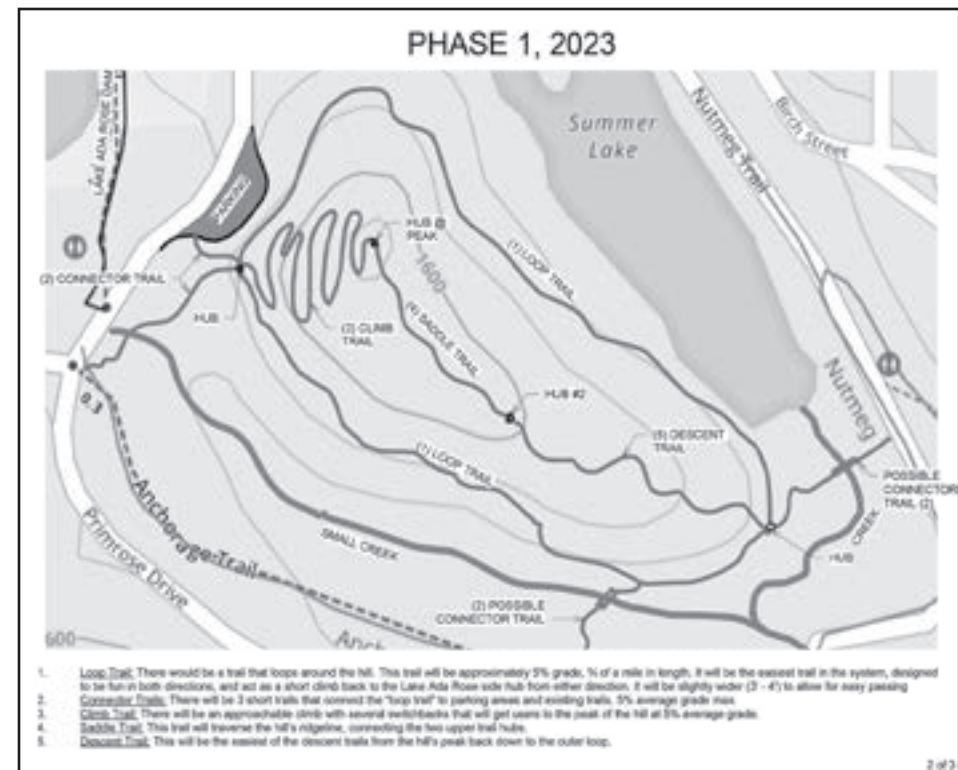 PHASE 1, 2023
LAKE ADA ROSE DAM
PARKING
Summer
Lake
Nutmeg Trail
Birch Street
HUB @
PEAK
1600
(1) LOOP TRAIL
(2) CONNECTOR TRAIL
HUB
(3) CLIMB
TRAIL
(4) SADDLE TRAIL
HUB #2
Nutmeg
0.3
(5) DESCENT
TRAIL
(1) LOOP TRAIL
POSSIBLE
CONNECTOR
TRAIL (2)
Anchorage Trail
CREEK
Primrose Drive
SMALL CREEK
HUB
(2) POSSIBLE
CONNECTOR TRAIL
600
Anch
1. Loop Trail: There would be a trail that loops around the hill. This trail will be approximately 5% grade, of a mile in length. It will be the easiest trail in the system, designed
to be fun in both directions, and act as a short climb back to the Lake Ada Rose side hub from either direction. It will be slightly wider (3' - 4') to allow for easy passing
2. Connector Trails: There will be 3 short trails that connect the "loop trail" to parking areas and existing trails. 5% average grade max.
3. Climb Trail: There will be an approachable climb with several switchbacks that will get users to the peak of the hill at 5% average grade.
4. Saddle Trail: This trail will traverse the hill's ridgeline, connecting the two upper trail hubs.
5. Descent Trail: This will be the easiest of the descent trails from the hill's peak back down to the outer loop.
2 of 3